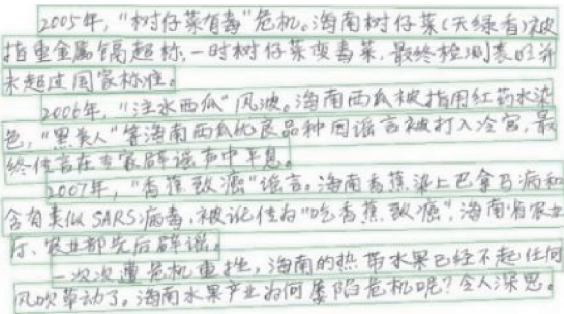 2005年，“树仔菜有毒”危机。海南树仔菜(天绿香)被
指重金属镉超标，一时树仔菜变毒菜，最终检测表明并
未超过国家标准。
2006年，“注水西瓜”风波。海南西瓜被指用红药水染
色，“黑美人”等海南西瓜优良品种因谣言被打入冷宫，最
终传言在专家辟谣声中平息。
2007年，“香蕉致癌”谣言。海南香蕉染上巴拿马病和
含有类似SARS病毒，被讹传为“吃香蕉致癌”，海南省农业
厅、农业部先后辟谣。
一次次遭危机重挫，海南的热带水果已经不起任何
风吹草动了。海南水果产业为何屡陷危机呢？令人深思。